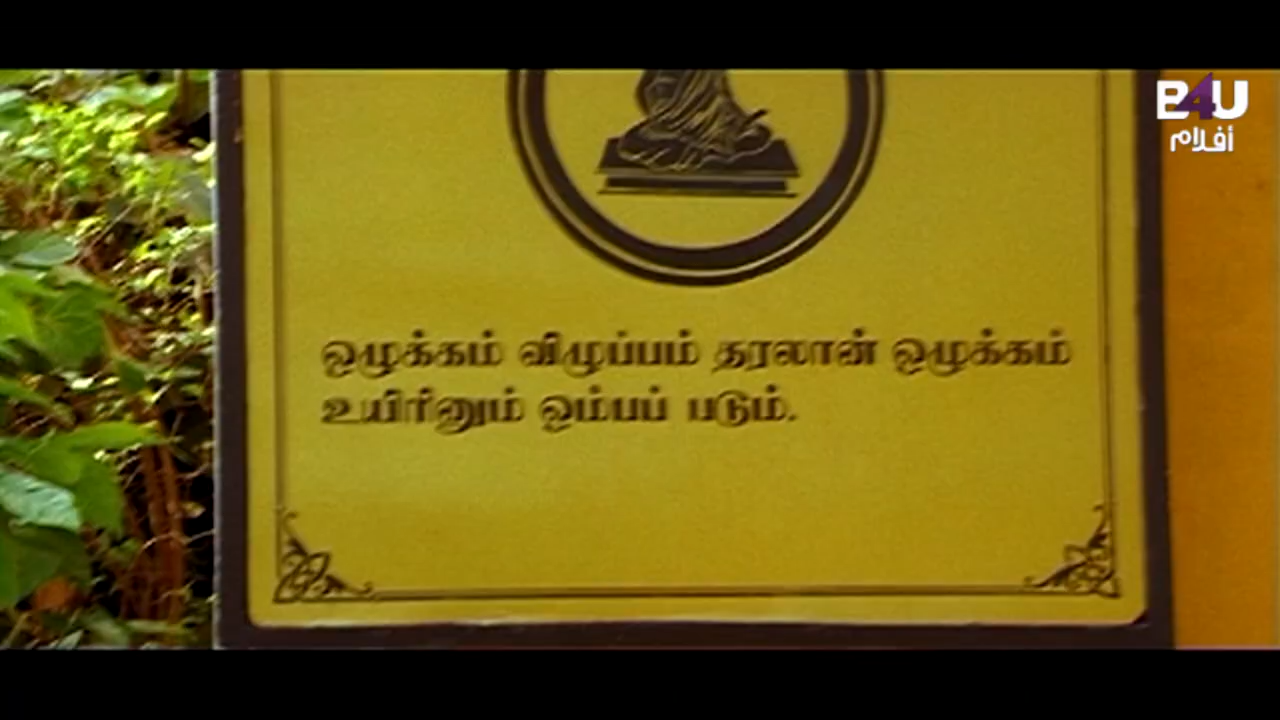 B4U
أفلام
ஒழுக்கம் விழுப்பம் தரலான் ஒழுக்கம்
உயிரினும் ஓம்பப் படும்.